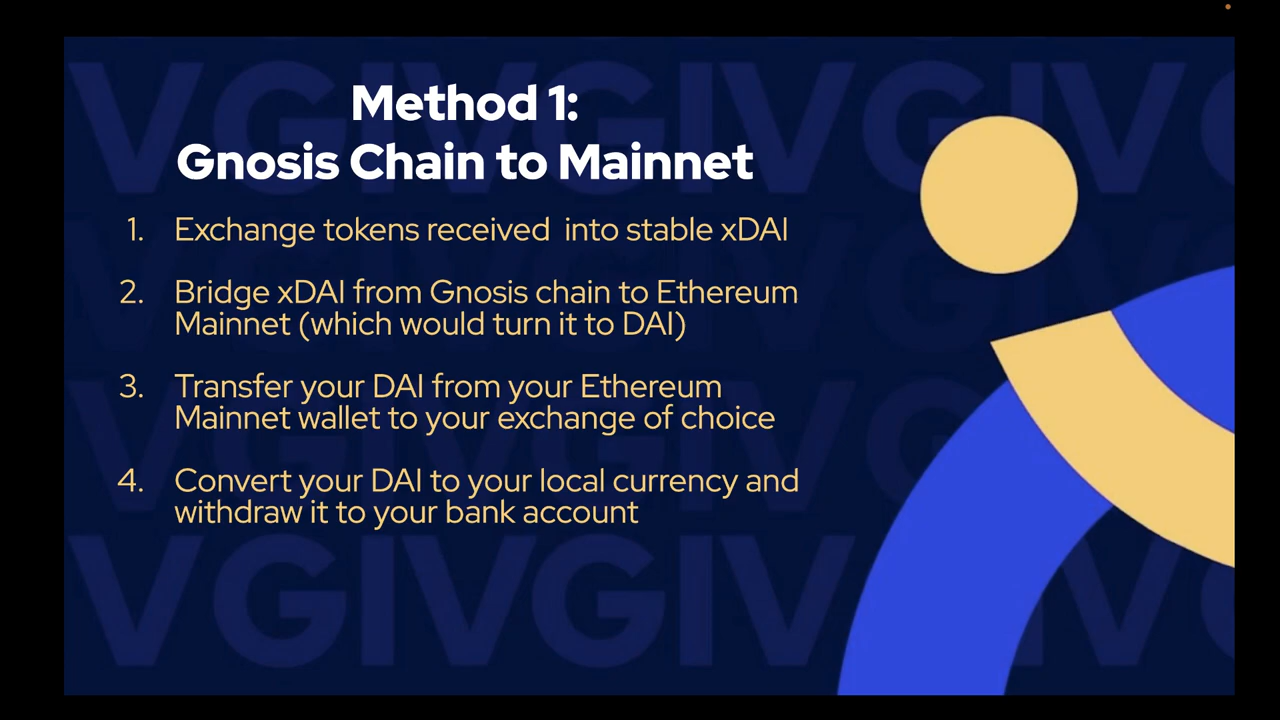 Method 1:
Gnosis Chain to Mainnet
1. Exchange tokens received  into stable xDAI
2. Bridge xDAI from Gnosis chain to Ethereum
Mainnet (which would turn it to DAI)
3. Transfer your DAI from your Ethereum
Mainnet wallet to your exchange of choice
4. Convert your DAI to your local currency and
withdraw it to your bank account
VGIVGIVGIV